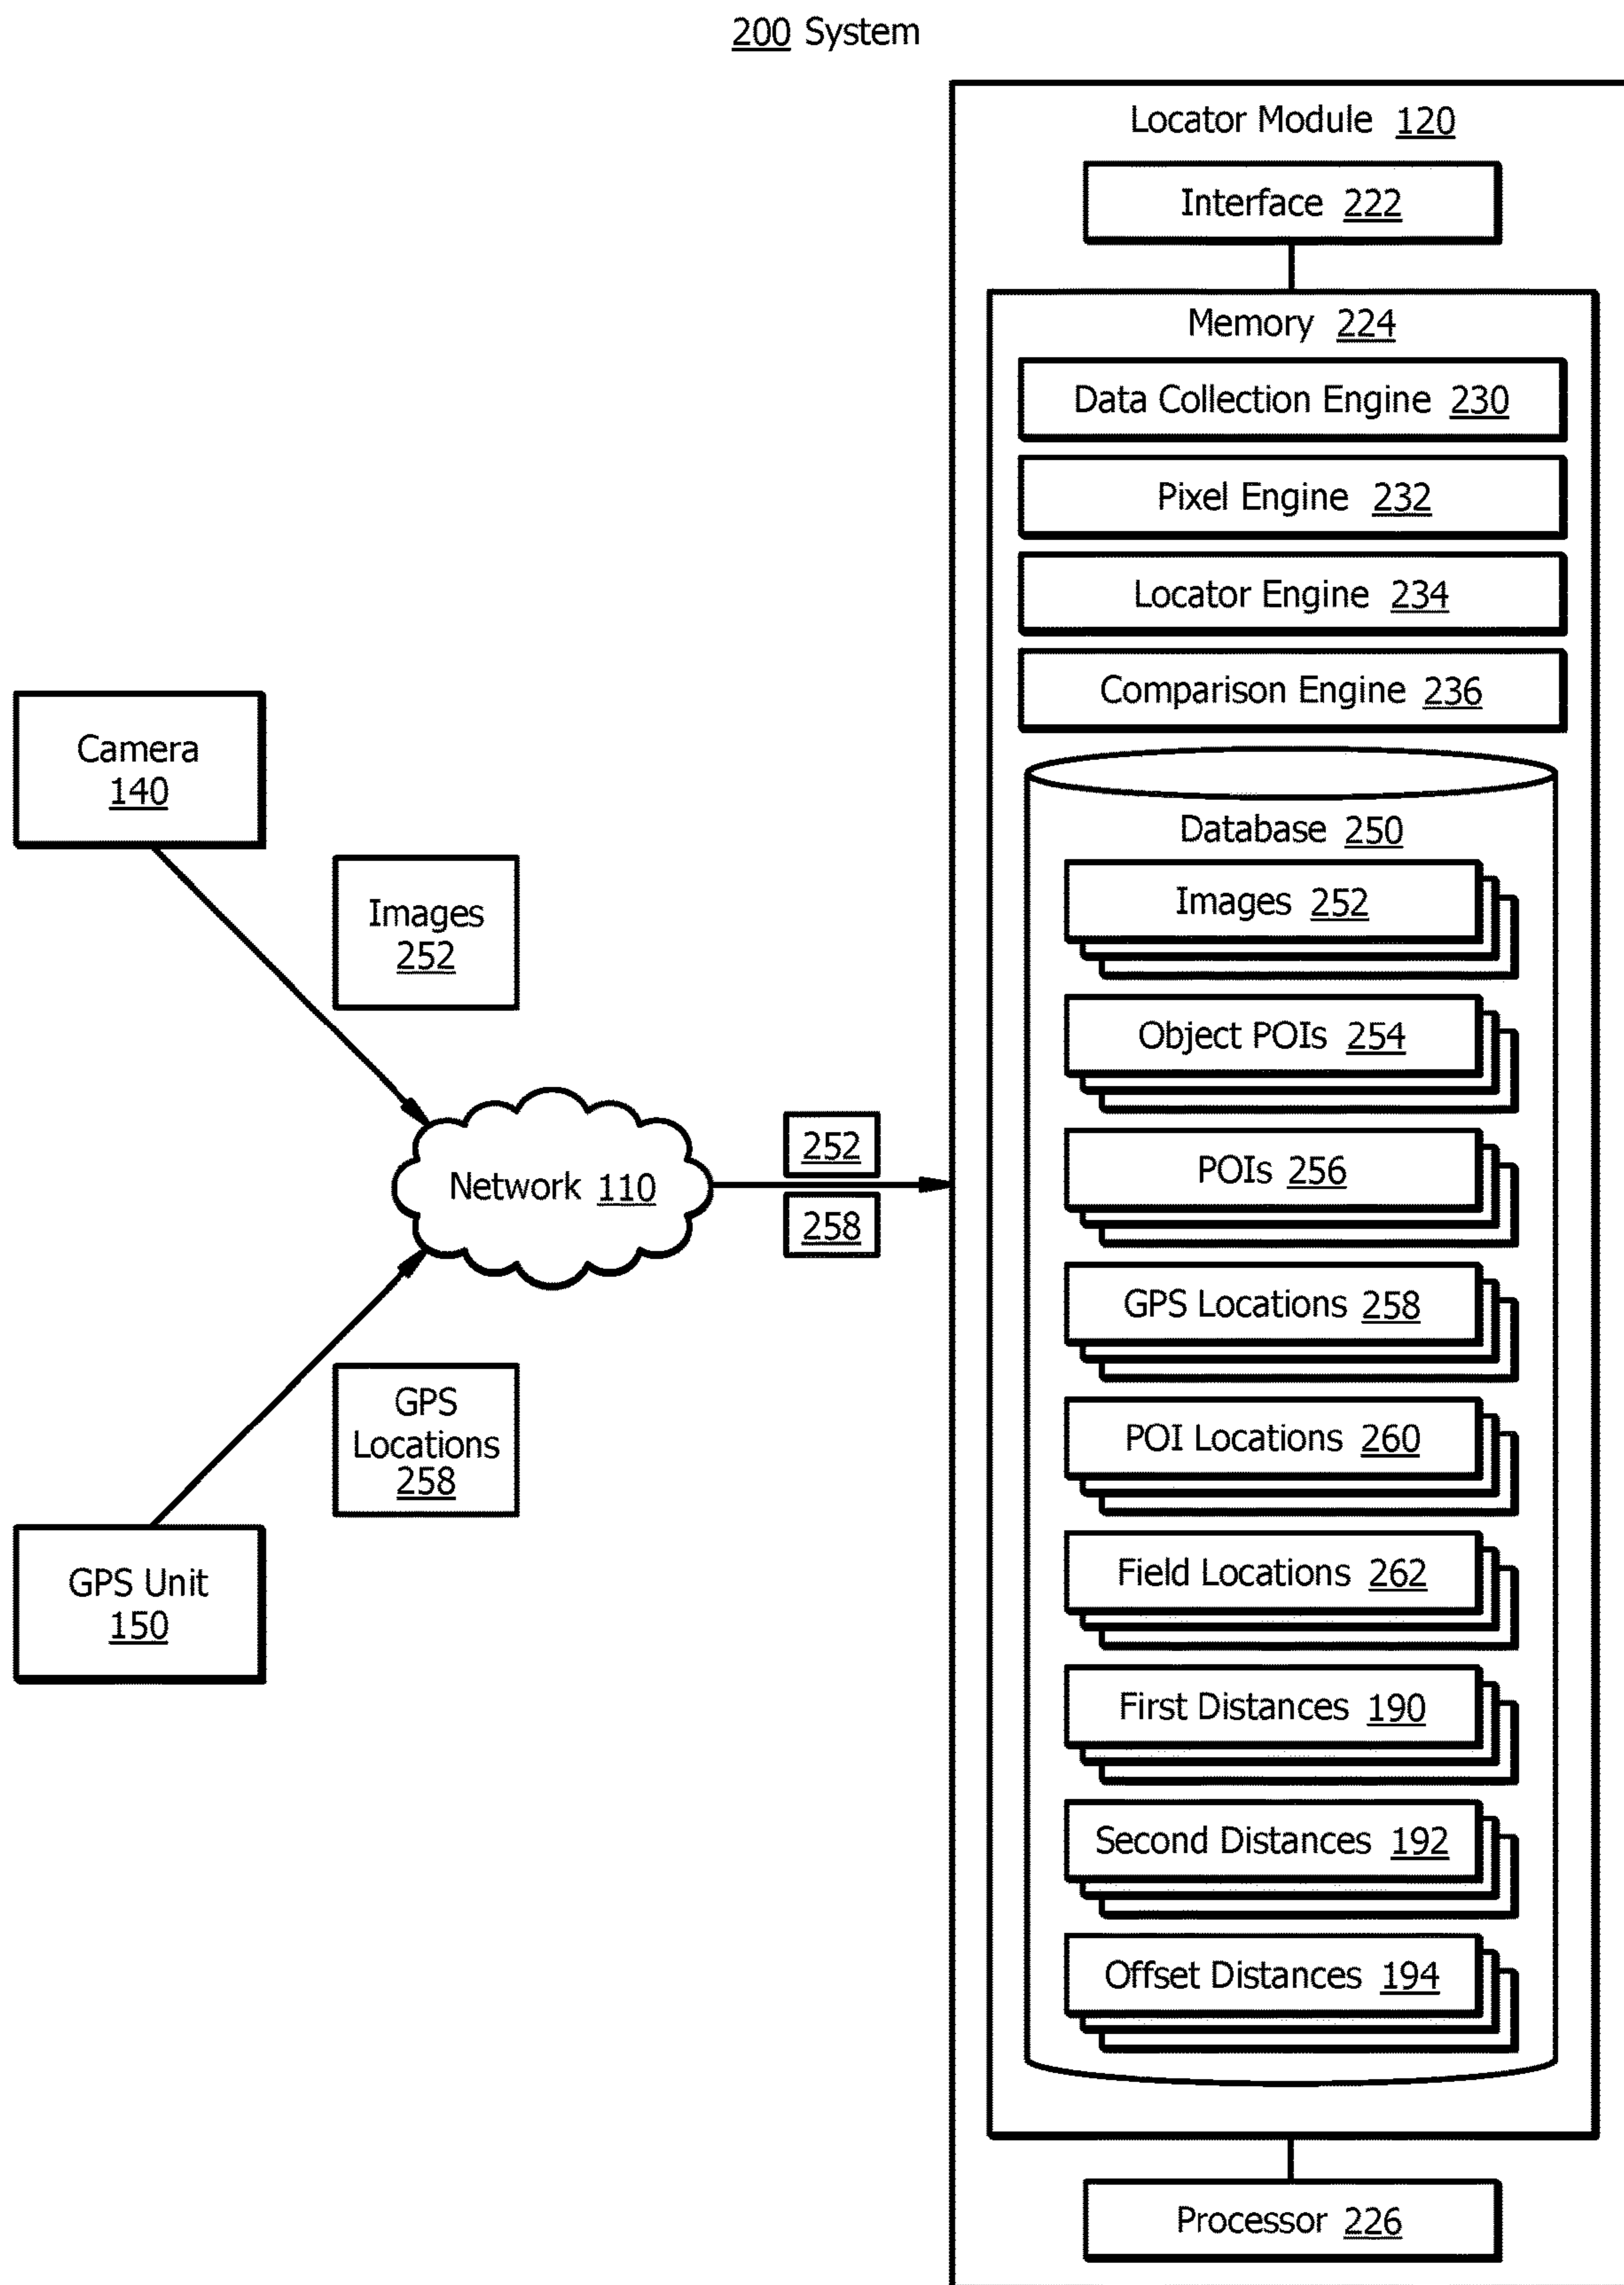 200 System
Locator Module 120
Interface 222
Memory 224
Data Collection Engine 230
Pixel Engine 232
Locator Engine 234
Comparison Engine 236
Database 250
Images 252
Object POIs 254
POIs 256
GPS Locations 258
POI Locations 260
Field Locations 262
First Distances 190
Second Distances 192
Offset Distances 194
Processor 226
Camera
140
Images
252
Network 110
252
258
GPS
Locations
258
GPS Unit
150